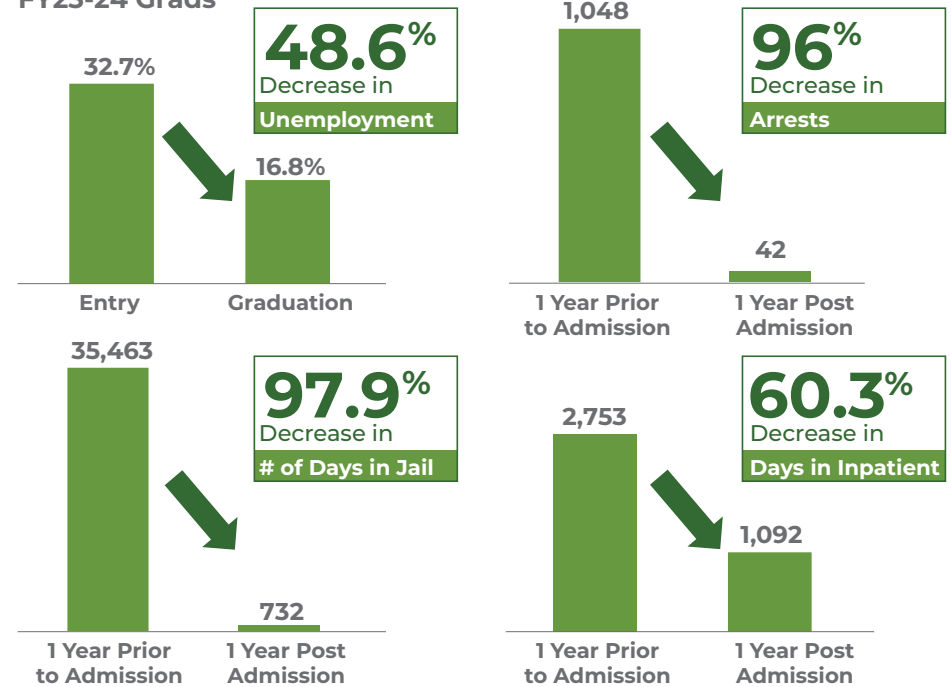 FY23-24 Grads
48.6%
Decrease in
Unemployment
32.7%
16.8%
Entry
Graduation
1,048
96%
Decrease in
Arrests
42
1 Year Prior
to Admission
1 Year Post
Admission
35,463
97.9%
Decrease in
# of Days in Jail
732
1 Year Prior
to Admission
1 Year Post
Admission
60.3%
Decrease in
Days in Inpatient
2,753
1,092
1 Year Prior
to Admission
1 Year Post
Admission